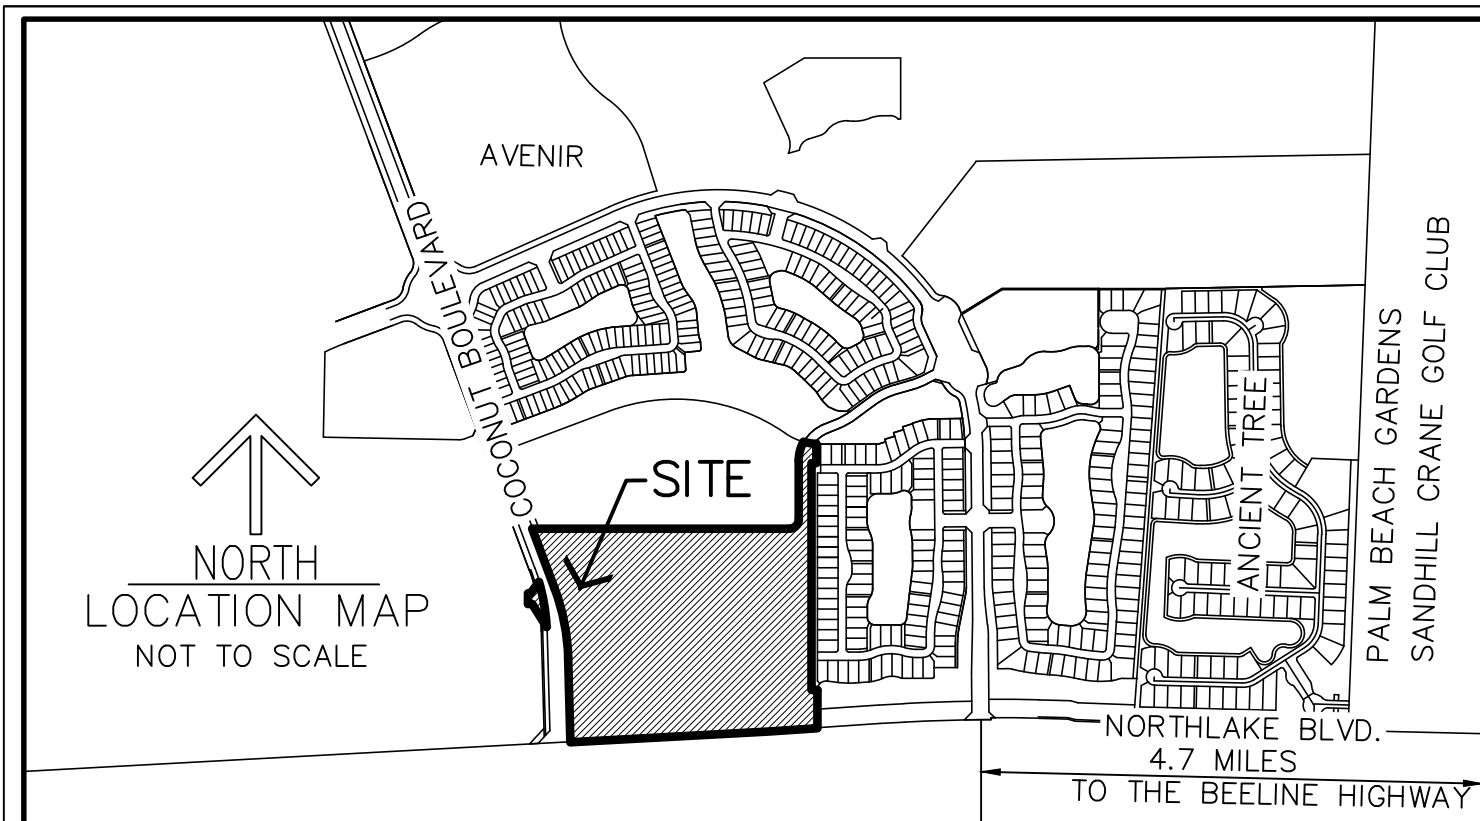 AVENIR
COCONUT BOULEVARD
SITE
NORTH
LOCATION MAP
NOT TO SCALE
ANCIENT TREE
PALM BEACH GARDENS
SANDHILL CRANE GOLF CLUB
NORTHLAKE BLVD.
4.7 MILES
TO THE BEELINE HIGHWAY